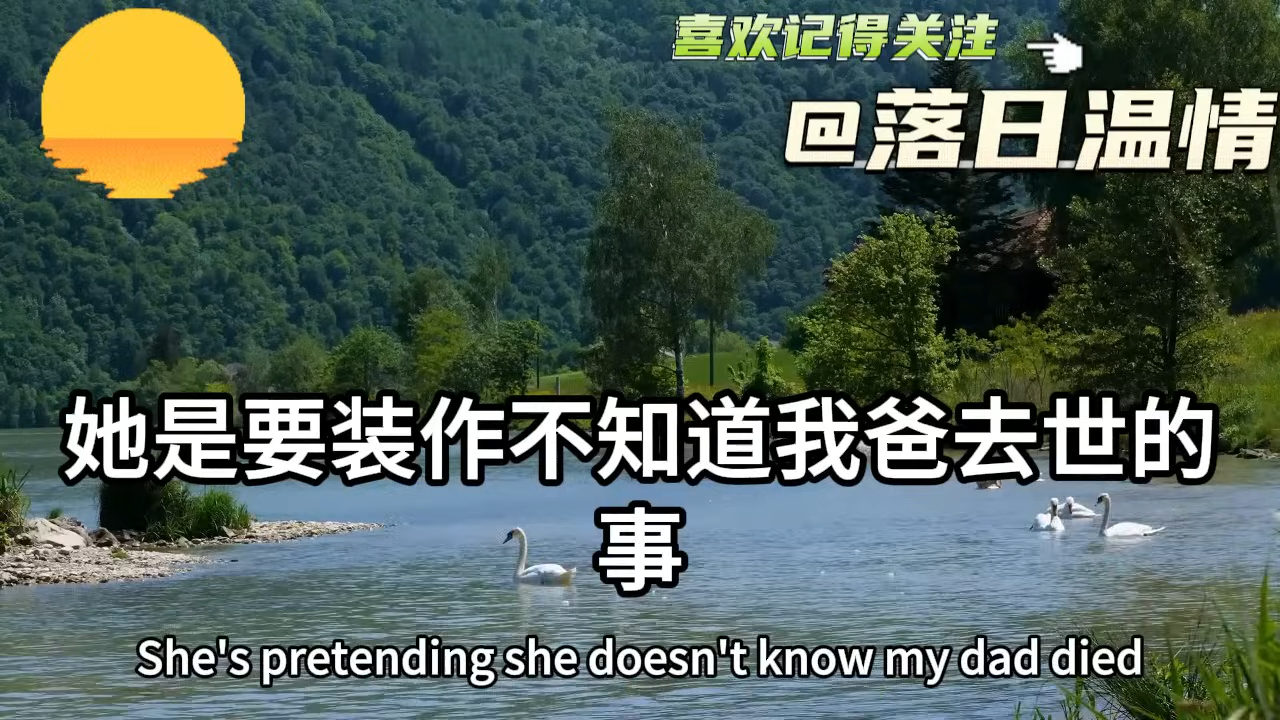 喜欢记得关注
@落日温情
她是要装作不知道我爸去世的
事
She's pretending she doesn't know my dad died